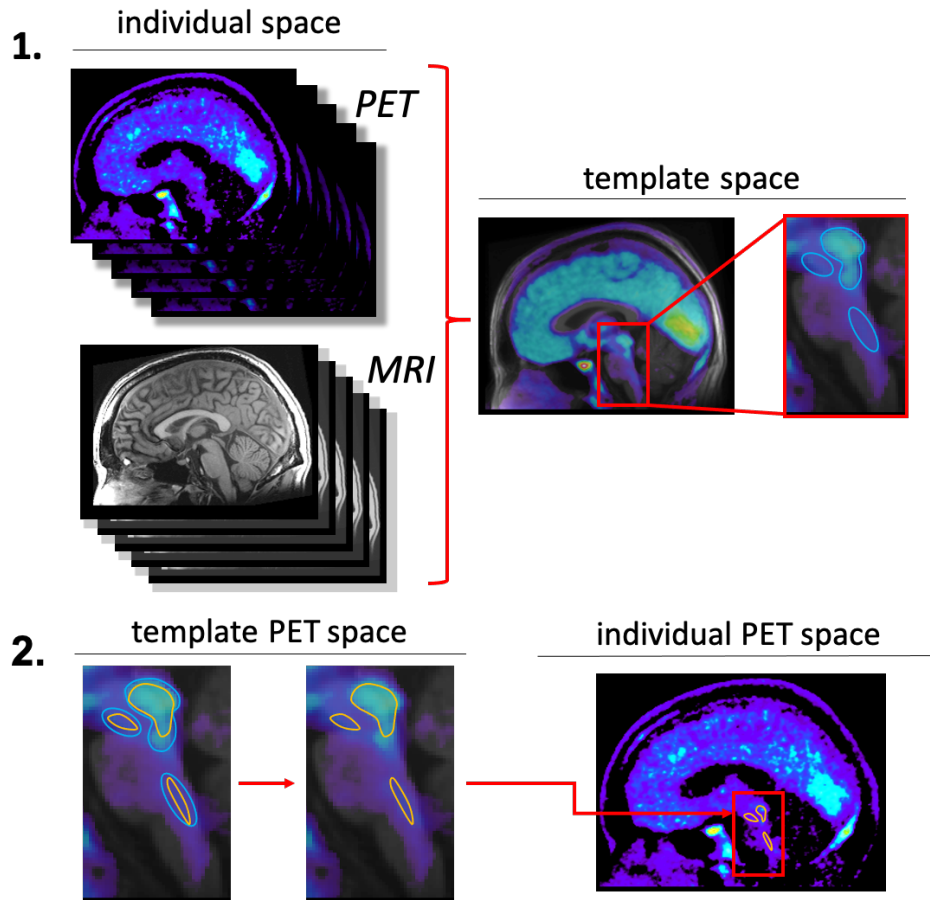 1.
individual space
PET
MRI
template space
2.
template PET space
individual PET space